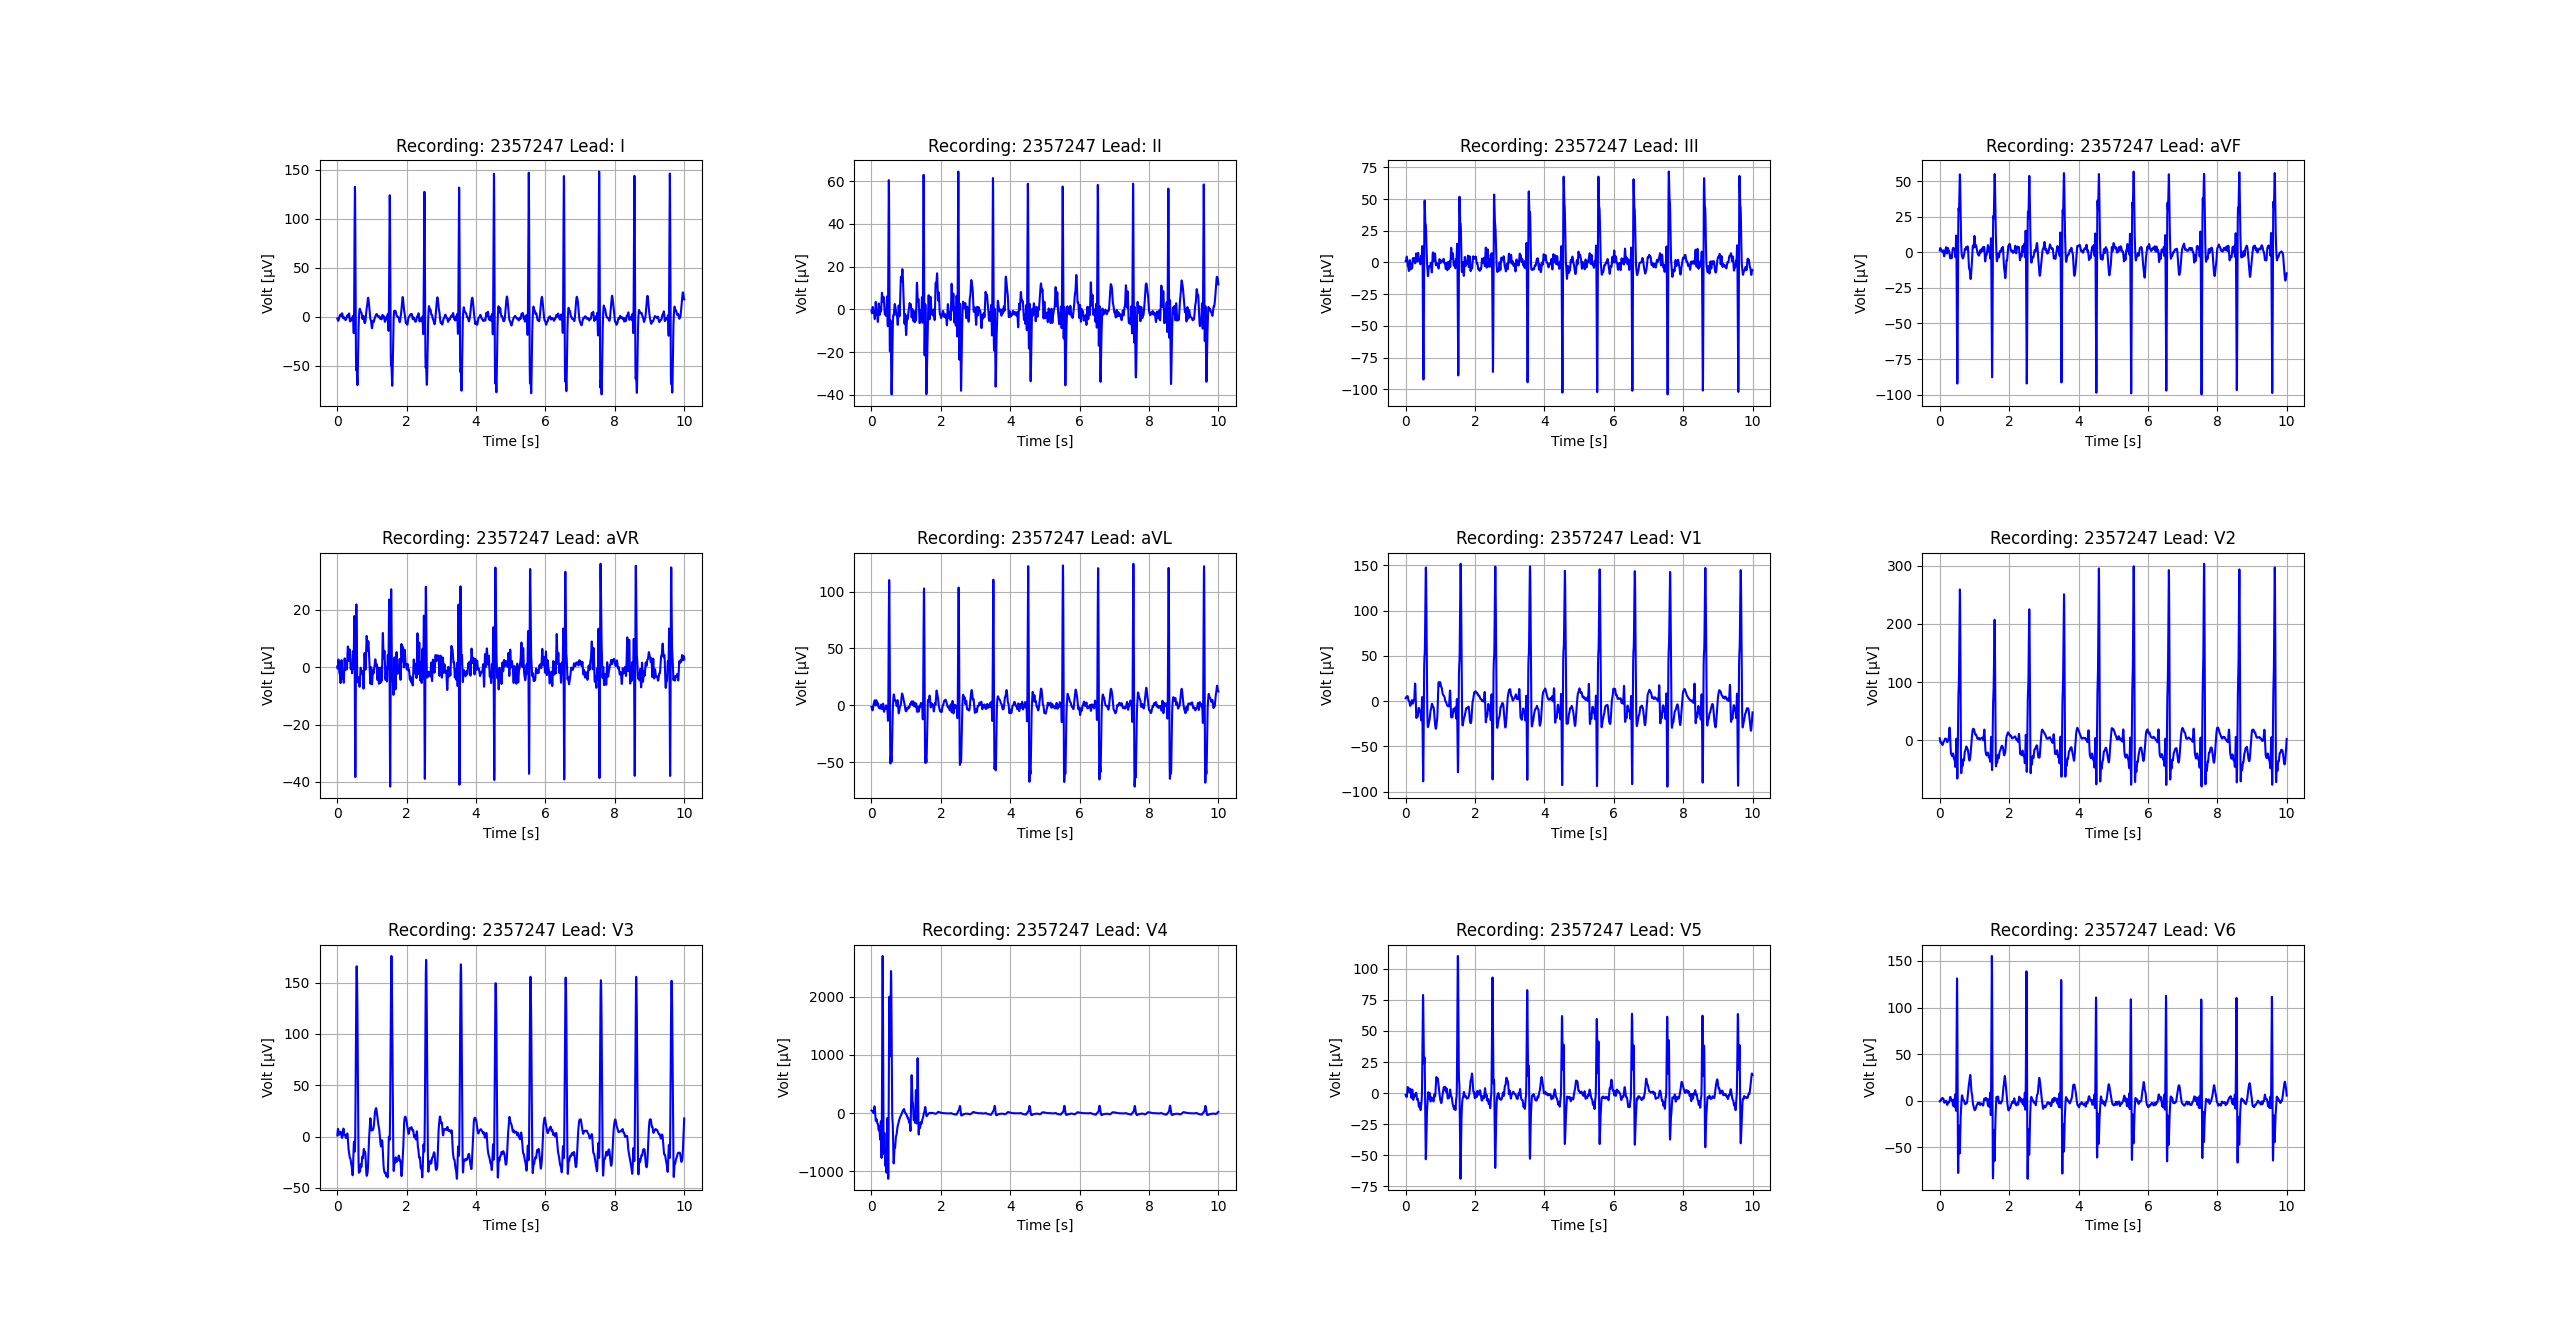 Recording: 2357247 Lead: I
150
100
50
0
−50
Volt [µV]
0 2 4 6 8 10
Time [s]
Recording: 2357247 Lead: II
60
40
20
0
−20
−40
Volt [µV]
0 2 4 6 8 10
Time [s]
Recording: 2357247 Lead: III
75
50
25
0
−25
−50
−75
−100
Volt [µV]
0 2 4 6 8 10
Time [s]
Recording: 2357247 Lead: aVF
50
25
0
−25
−50
−75
−100
Volt [µV]
0 2 4 6 8 10
Time [s]
Recording: 2357247 Lead: aVR
20
0
−20
−40
Volt [µV]
0 2 4 6 8 10
Time [s]
Recording: 2357247 Lead: aVL
100
50
0
−50
Volt [µV]
0 2 4 6 8 10
Time [s]
Recording: 2357247 Lead: V1
150
100
50
0
−50
−100
Volt [µV]
0 2 4 6 8 10
Time [s]
Recording: 2357247 Lead: V2
300
200
100
0
Volt [µV]
0 2 4 6 8 10
Time [s]
Recording: 2357247 Lead: V3
150
100
50
0
−50
Volt [µV]
0 2 4 6 8 10
Time [s]
Recording: 2357247 Lead: V4
2000
1000
0
−1000
Volt [µV]
0 2 4 6 8 10
Time [s]
Recording: 2357247 Lead: V5
100
75
50
25
0
−25
−50
−75
Volt [µV]
0 2 4 6 8 10
Time [s]
Recording: 2357247 Lead: V6
150
100
50
0
−50
Volt [µV]
0 2 4 6 8 10
Time [s]